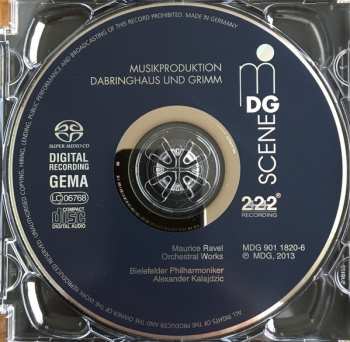 MUSIKPRODUKTION
DABRINGHAUS UND GRIMM
MDG
SCENE
SUPER AUDIO CD
DIGITAL
RECORDING
GEMA
LC 06768
COMPACT
disc
DIGITAL AUDIO
2+2+2®
RECORDING
Maurice Ravel
Orchestral Works
Bielefelder Philharmoniker
Alexander Kalajdzic
MDG 901 1820-6
℗ MDG, 2013
ALL RIGHTS OF THE PRODUCER AND OF THE OWNER OF THE WORK REPRODUCED RESERVED. UNAUTHORISED COPYING, HIRING, LENDING, PUBLIC PERFORMANCE AND BROADCASTING OF THIS RECORD PROHIBITED. MADE IN GERMANY